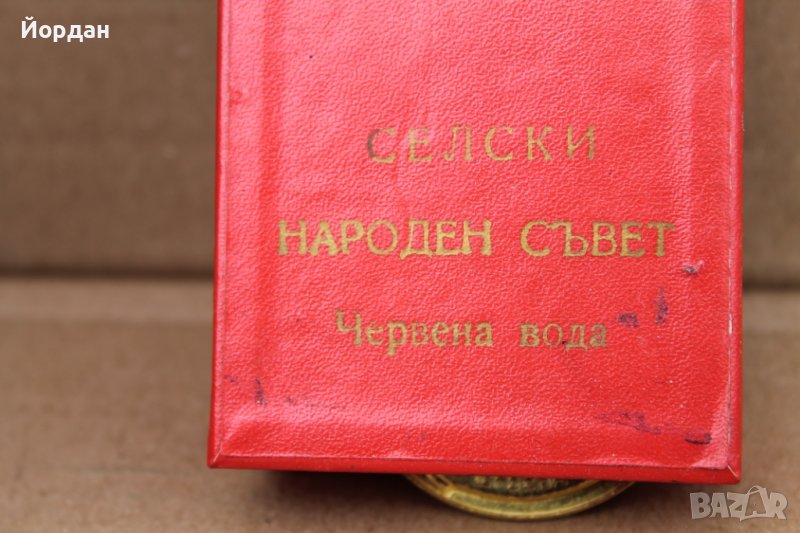 Йордан
СЕЛСКИ
НАРОДЕН СЪВЕТ
Червена вода
BAZAR